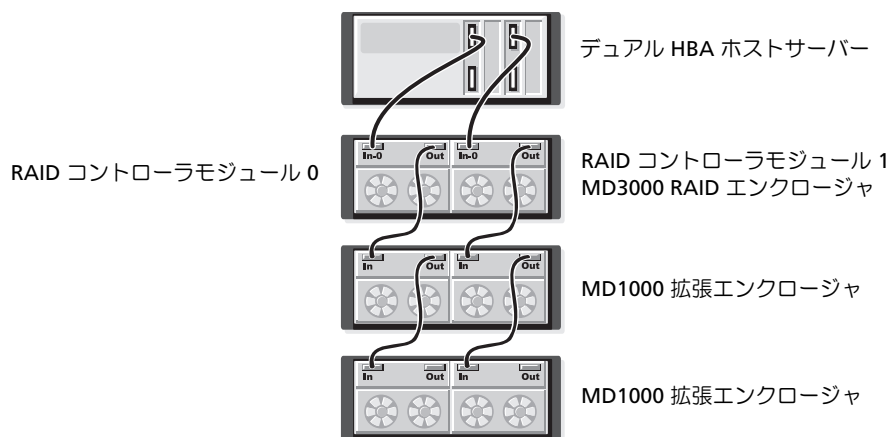 デュアル HBA ホストサーバー
RAID コントローラモジュール 0
In-0 Out In-0 Out
RAID コントローラモジュール 1
MD3000 RAID エンクロージャ
In Out In Out
MD1000 拡張エンクロージャ
In Out In Out
MD1000 拡張エンクロージャ